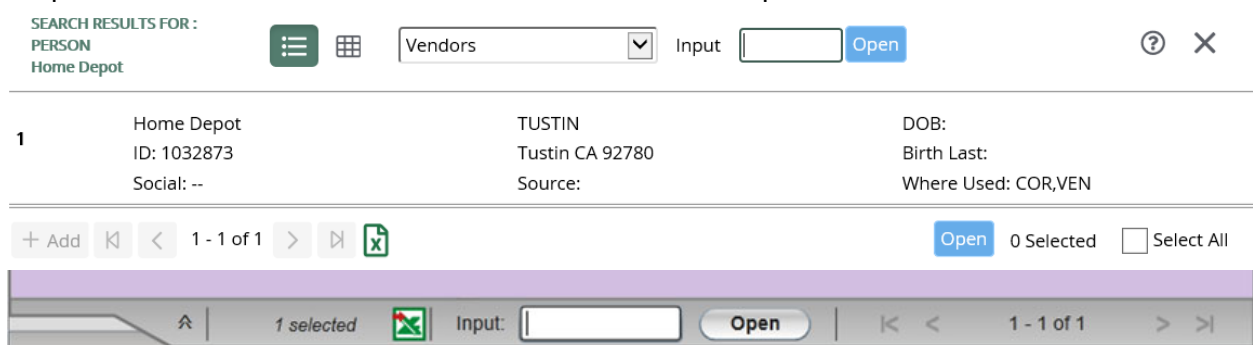 SEARCH RESULTS FOR :
PERSON
Home Depot
Vendors
Input
Open
1
Home Depot
ID: 1032873
Social: --
TUSTIN
Tustin CA 92780
Source:
DOB:
Birth Last:
Where Used: COR,VEN
+ Add
1 - 1 of 1
Open
0 Selected
Select All
1 selected
Input:
Open
1 - 1 of 1